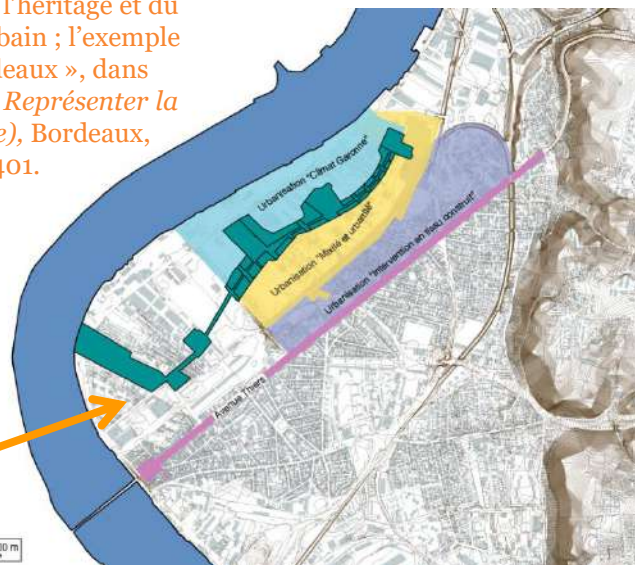 l'héritage et du
bain ; l'exemple
leaux », dans
Représenter la
e), Bordeaux,
401.
Urbanisation "Climat Garonne"
Urbanisation "Mixité et urbanité"
Urbanisation "Intervention en tissu construit"
Avenue Thiers
0 m